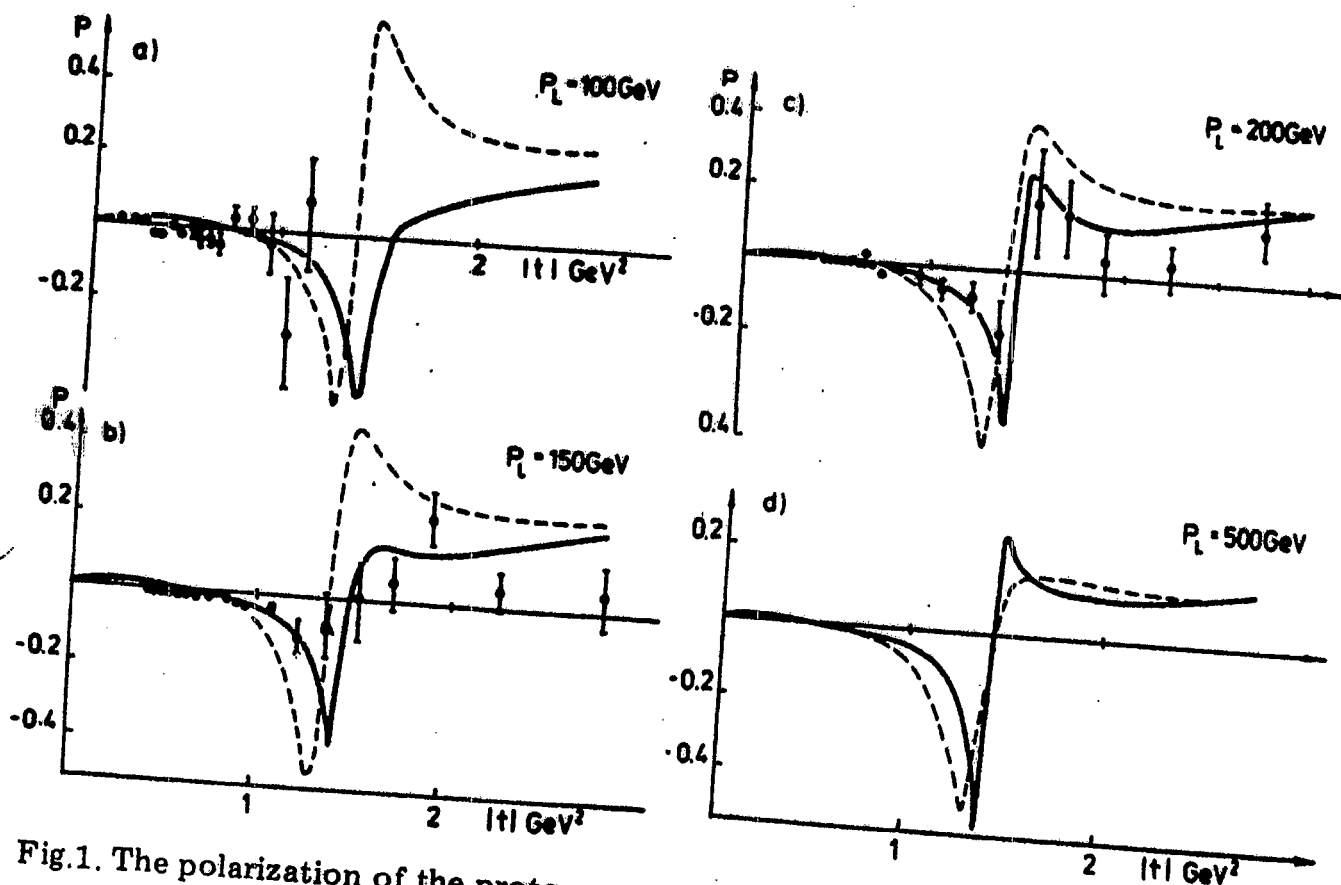 P
a)
0.4
P_L = 100GeV
0.2
-0.2
2 |t| GeV²
P
0.4
b)
P_L = 150GeV
0.2
-0.2
-0.4
1
2 |t| GeV²
P
0.4
c)
P_L = 200GeV
0.2
-0.2
0.4
d)
0.2
P_L = 500GeV
-0.2
-0.4
1
2 |t| GeV²
Fig.1. The polarization of the